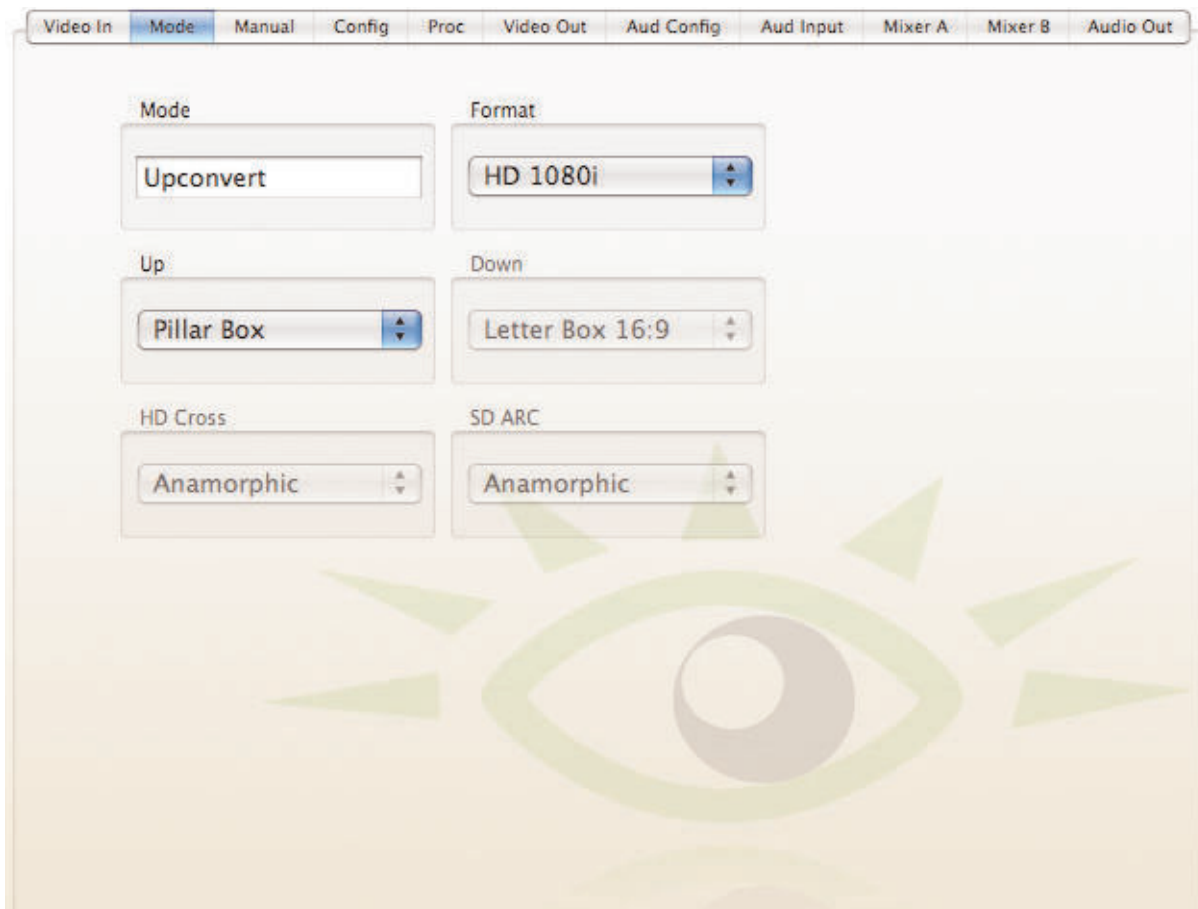 Video In Mode Manual Config Proc Video Out Aud Config Aud Input Mixer A Mixer B Audio Out
Mode Format
Upconvert HD 1080i
Up Down
Pillar Box Letter Box 16:9
HD Cross SD ARC
Anamorphic Anamorphic